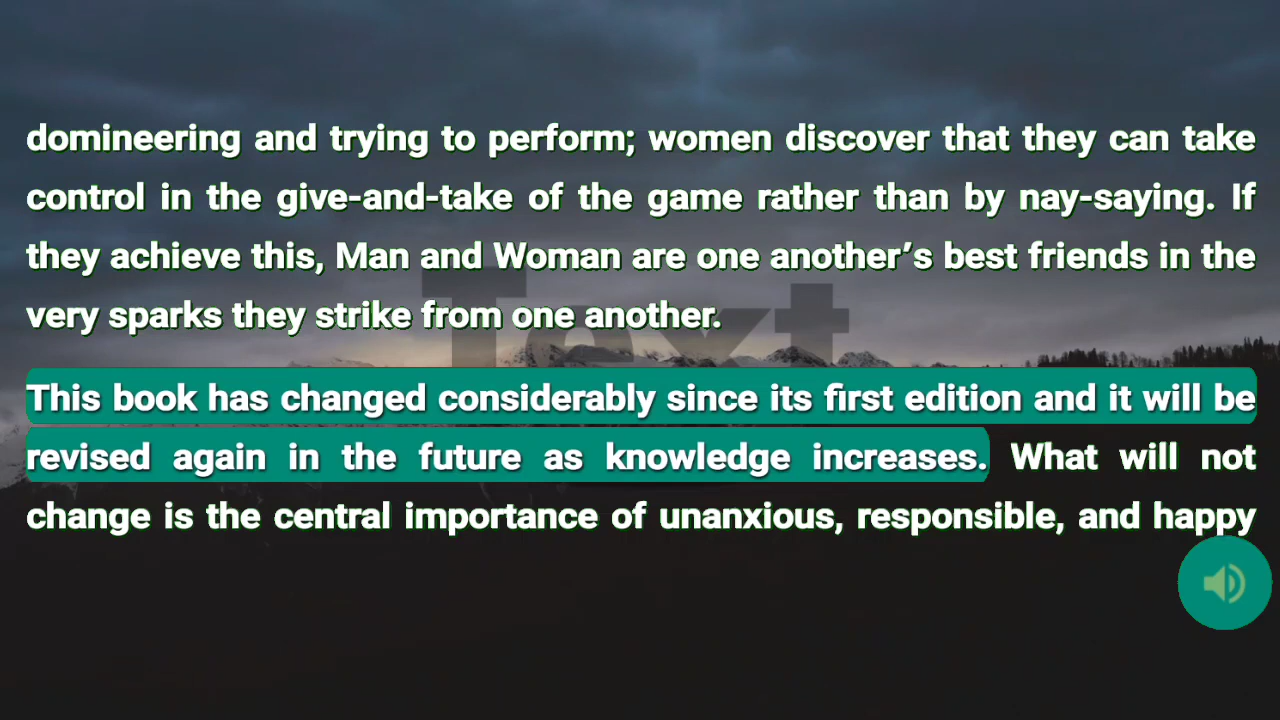 domineering and trying to perform; women discover that they can take
control in the give-and-take of the game rather than by nay-saying. If
they achieve this, Man and Woman are one another’s best friends in the
very sparks they strike from one another.
Text
This book has changed considerably since its first edition and it will be
revised again in the future as knowledge increases. What will not
change is the central importance of unanxious, responsible, and happy